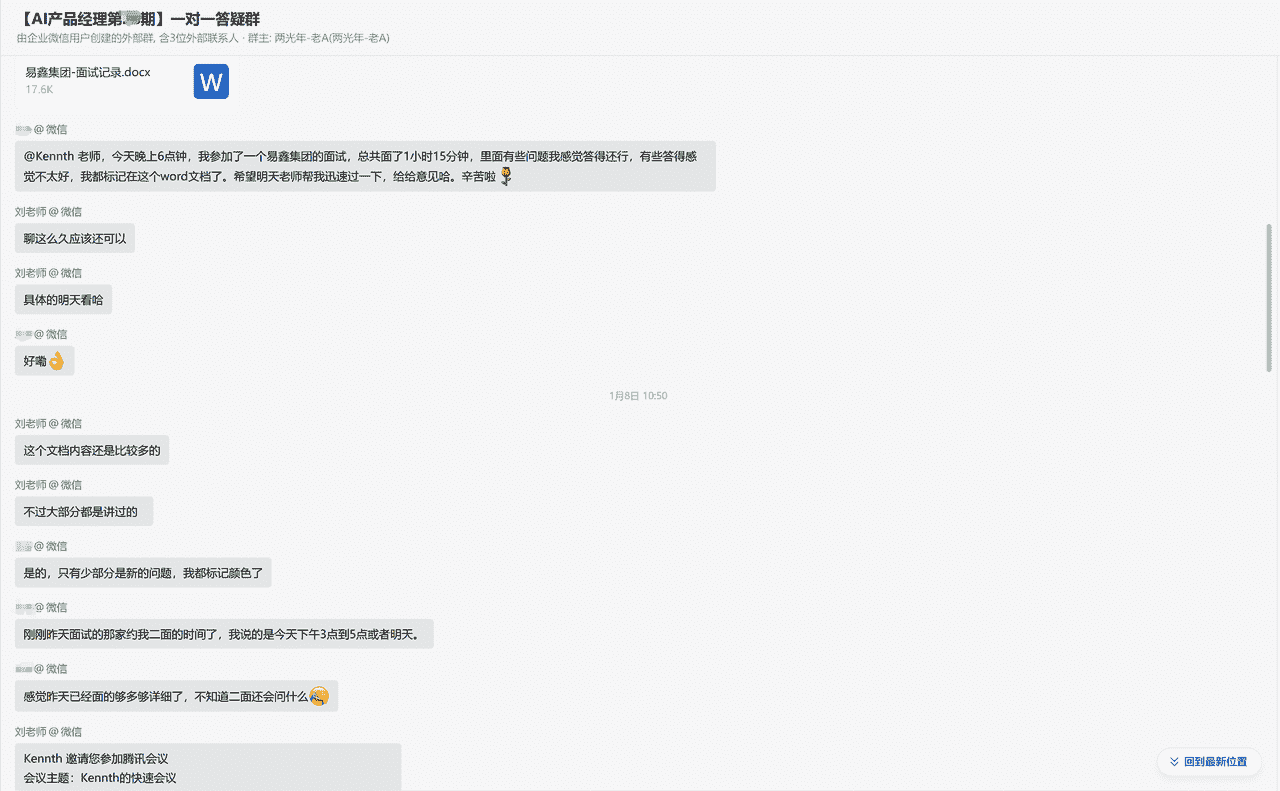 【AI产品经理第期】一对一答疑群
由企业微信用户创建的外部群, 含3位外部联系人 · 群主: 两光年-老A(两光年-老A)
易鑫集团-面试记录.docx
17.6K
W
@ 微信
@Kennth 老师，今天晚上6点钟，我参加了一个易鑫集团的面试，总共面了1小时15分钟，里面有些问题我感觉答得还行，有些答得感
觉不太好，我都标记在这个word文档了。希望明天老师帮我迅速过一下，给给意见哈。辛苦啦
刘老师 @ 微信
聊这么久应该还可以
刘老师 @ 微信
具体的明天看哈
@ 微信
好嘞
1月8日 10:50
刘老师 @ 微信
这个文档内容还是比较多的
刘老师 @ 微信
不过大部分都是讲过的
@ 微信
是的，只有少部分是新的问题，我都标记颜色了
@ 微信
刚刚昨天面试的那家约我二面的时间了，我说的是今天下午3点到5点或者明天。
@ 微信
感觉昨天已经面的够多够详细了，不知道二面还会问什么
刘老师 @ 微信
Kennth 邀请您参加腾讯会议
会议主题：Kennth的快速会议
回到最新位置